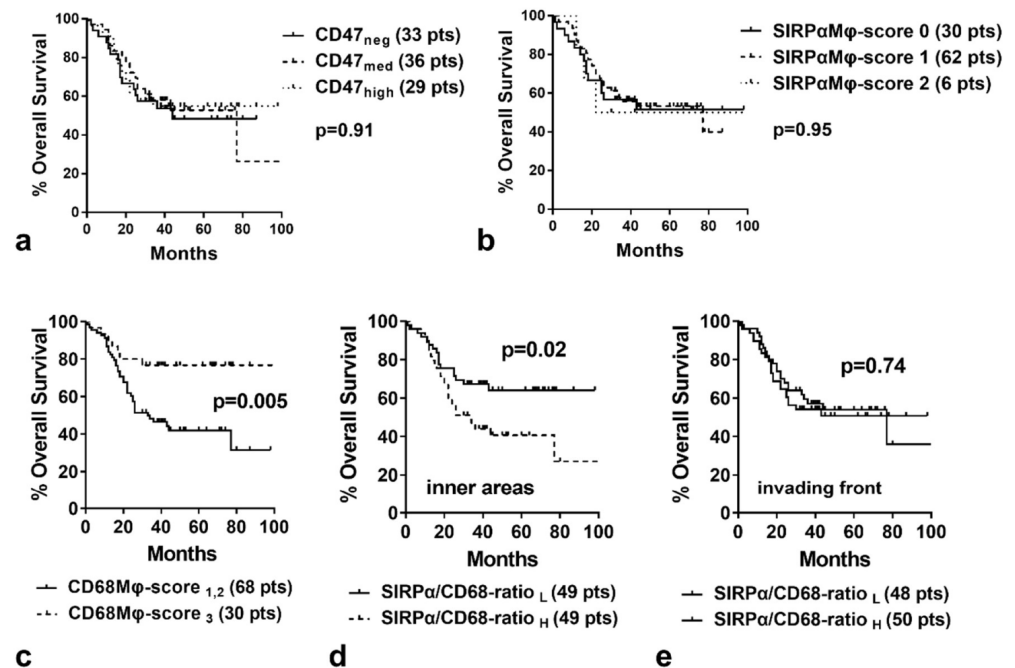 % Overall Survival
100
80
60
40
20
0
0 20 40 60 80 100
Months
CD47neg (33 pts)
CD47med (36 pts)
CD47high (29 pts)
p=0.91
a
% Overall Survival
100
80
60
40
20
0
0 20 40 60 80 100
Months
SIRPαMφ-score 0 (30 pts)
SIRPαMφ-score 1 (62 pts)
SIRPαMφ-score 2 (6 pts)
p=0.95
b
% Overall Survival
100
80
60
40
20
0
p=0.005
0 20 40 60 80 100
Months
CD68Mφ-score 1,2 (68 pts)
CD68Mφ-score 3 (30 pts)
c
% Overall Survival
100
80
60
40
20
0
p=0.02
inner areas
0 20 40 60 80 100
Months
SIRPα/CD68-ratio L (49 pts)
SIRPα/CD68-ratio H (49 pts)
d
% Overall Survival
100
80
60
40
20
0
p=0.74
invading front
0 20 40 60 80 100
Months
SIRPα/CD68-ratio L (48 pts)
SIRPα/CD68-ratio H (50 pts)
e